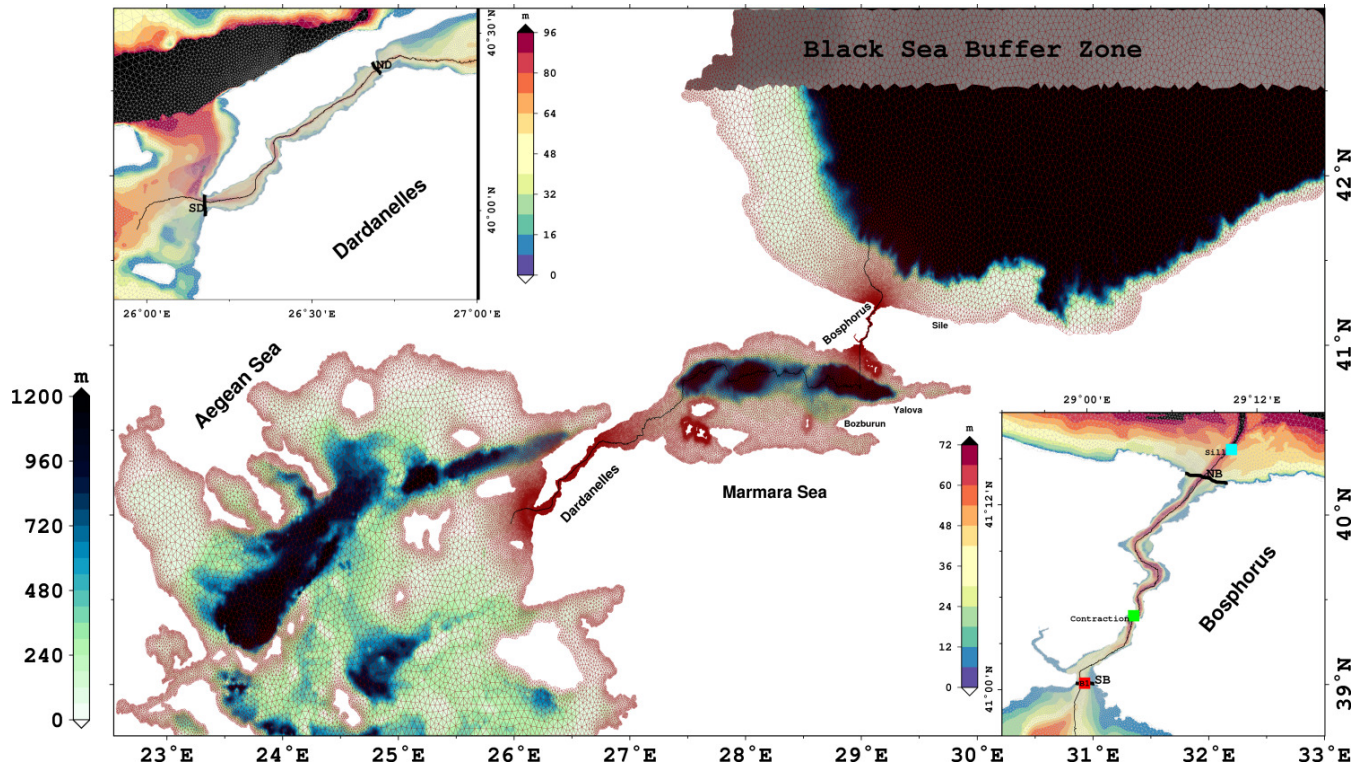 Black Sea Buffer Zone
m
96
80
64
48
32
16
0
40°30'N
40°00'N
ND
SD
Dardanelles
26°00'E
26°30'E
27°00'E
42°N
41°N
40°N
39°N
Bosphorus
Sile
Aegean Sea
Yalova
Bozburun
Dardanelles
Marmara Sea
m
1200
960
720
480
240
0
m
72
60
48
36
24
12
0
29°00'E
29°12'E
41°12'N
41°00'N
Sill
NB
Contraction
SB
Bosphorus
23°E
24°E
25°E
26°E
27°E
28°E
29°E
30°E
31°E
32°E
33°E